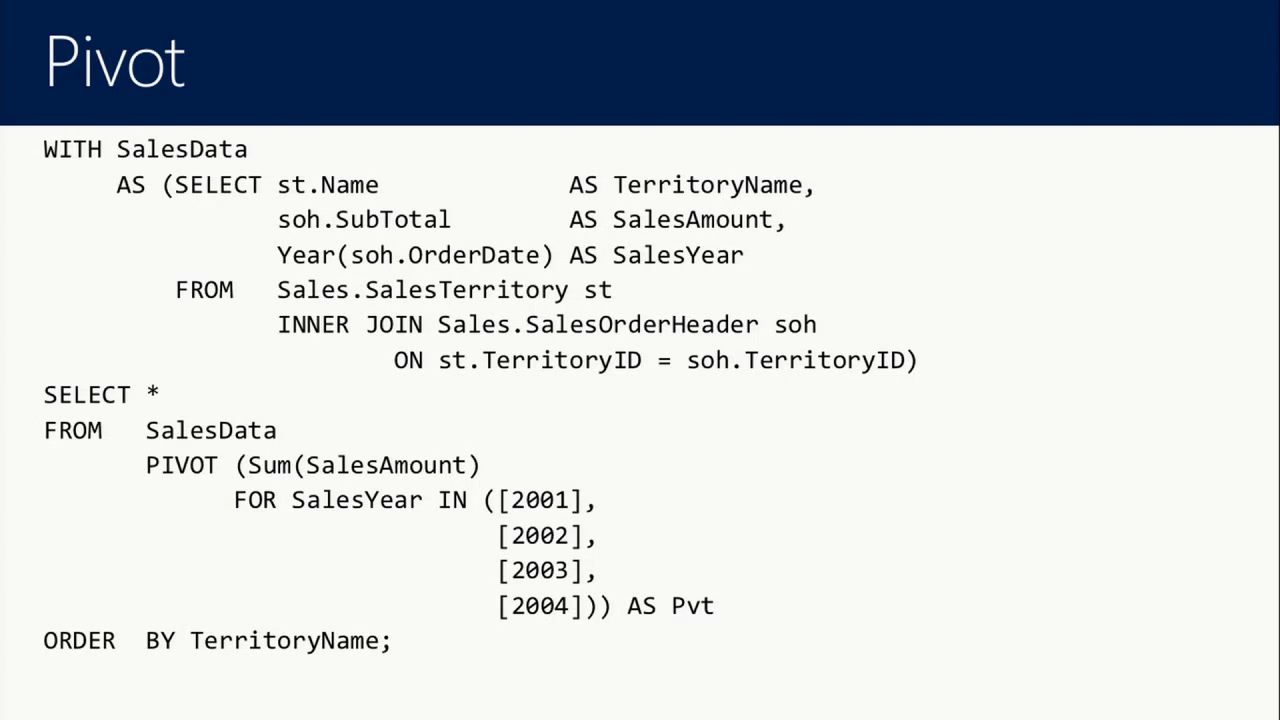 Pivot
WITH SalesData
     AS (SELECT st.Name             AS TerritoryName,
                soh.SubTotal        AS SalesAmount,
                Year(soh.OrderDate) AS SalesYear
         FROM   Sales.SalesTerritory st
                INNER JOIN Sales.SalesOrderHeader soh
                        ON st.TerritoryID = soh.TerritoryID)
SELECT *
FROM   SalesData
       PIVOT (Sum(SalesAmount)
             FOR SalesYear IN ([2001],
                               [2002],
                               [2003],
                               [2004])) AS Pvt
ORDER  BY TerritoryName;